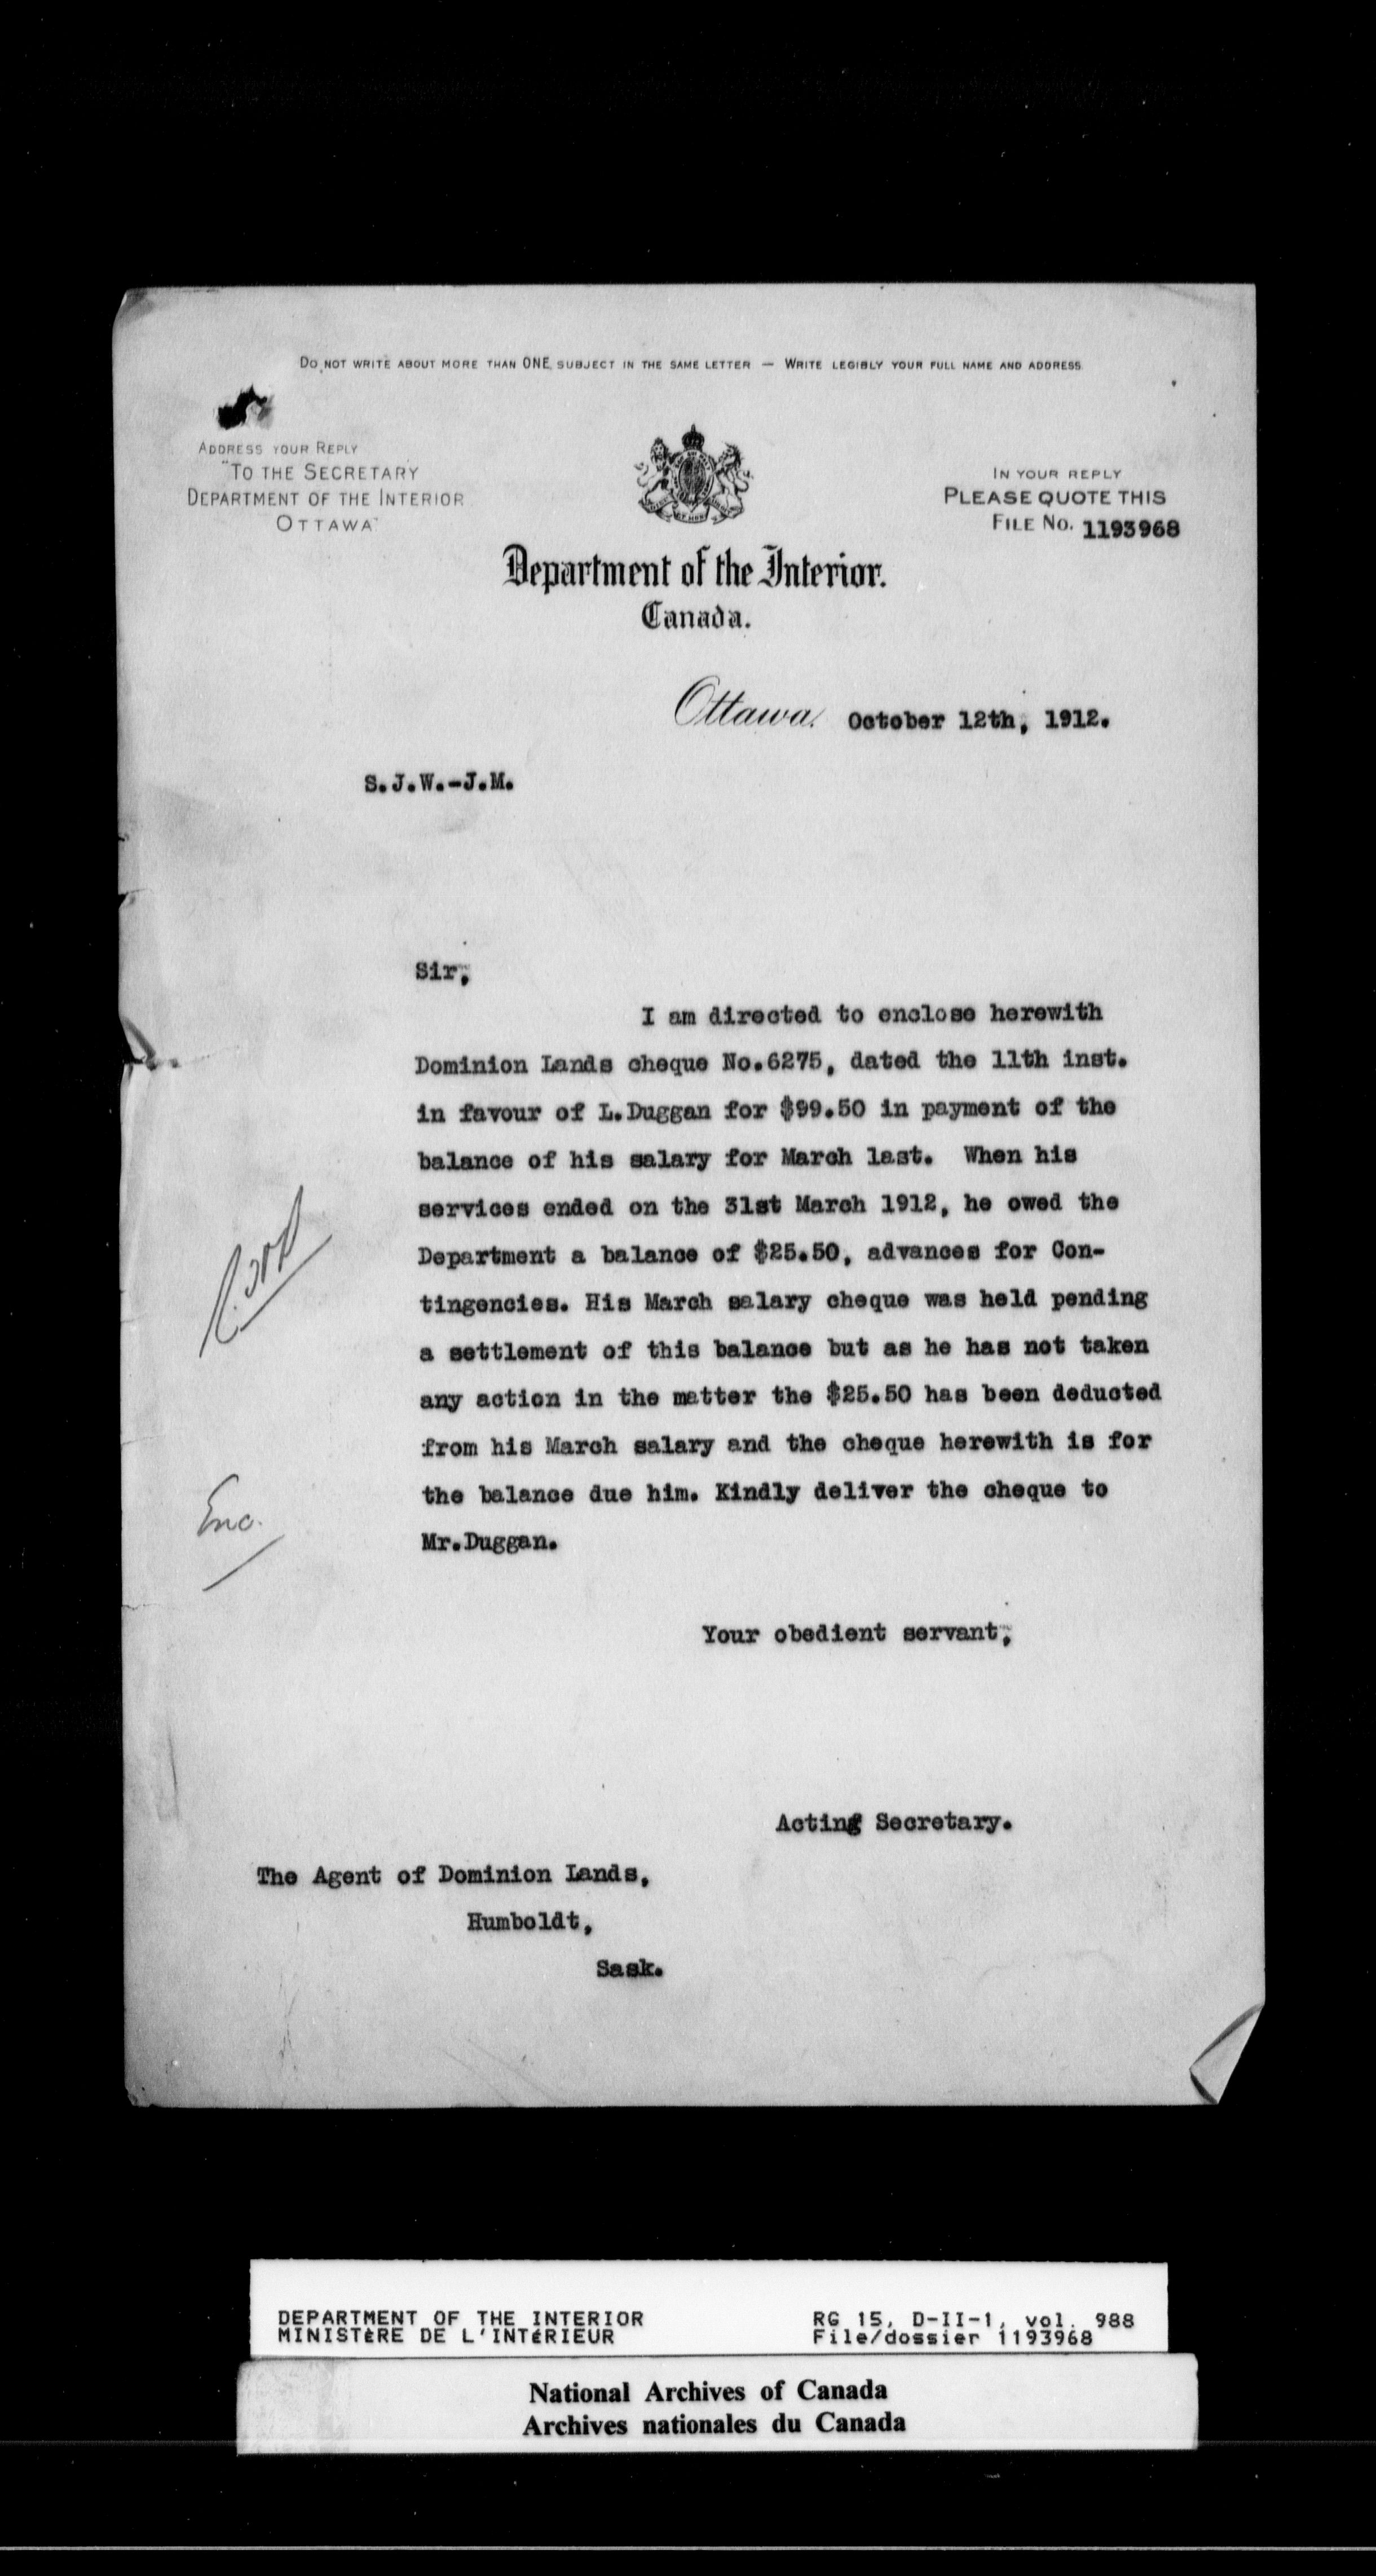 DO NOT WRITE ABOUT MORE THAN ONE SUBJECT IN THE SAME LETTER — WRITE LEGIBLY YOUR FULL NAME AND ADDRESS
ADDRESS YOUR REPLY
"TO THE SECRETARY
DEPARTMENT OF THE INTERIOR
OTTAWA"
IN YOUR REPLY
PLEASE QUOTE THIS
FILE NO. 1193968
Department of the Interior.
Canada.
Ottawa, October 12th, 1912.
S.J.W.-J.M.
Sir,
I am directed to enclose herewith
Dominion Lands cheque No.6275, dated the 11th inst.
in favour of L.Duggan for $99.50 in payment of the
balance of his salary for March last. When his
services ended on the 31st March 1912, he owed the
Department a balance of $25.50, advances for Con-
tingencies. His March salary cheque was held pending
a settlement of this balance but as he has not taken
any action in the matter the $25.50 has been deducted
from his March salary and the cheque herewith is for
the balance due him. Kindly deliver the cheque to
Mr.Duggan.
Enc.
Your obedient servant,
Acting Secretary.
The Agent of Dominion Lands,
Humboldt,
Sask.
DEPARTMENT OF THE INTERIOR
MINISTÈRE DE L'INTÉRIEUR
RG 15, D-II-1, vol. 988
File/dossier 1193968
National Archives of Canada
Archives nationales du Canada